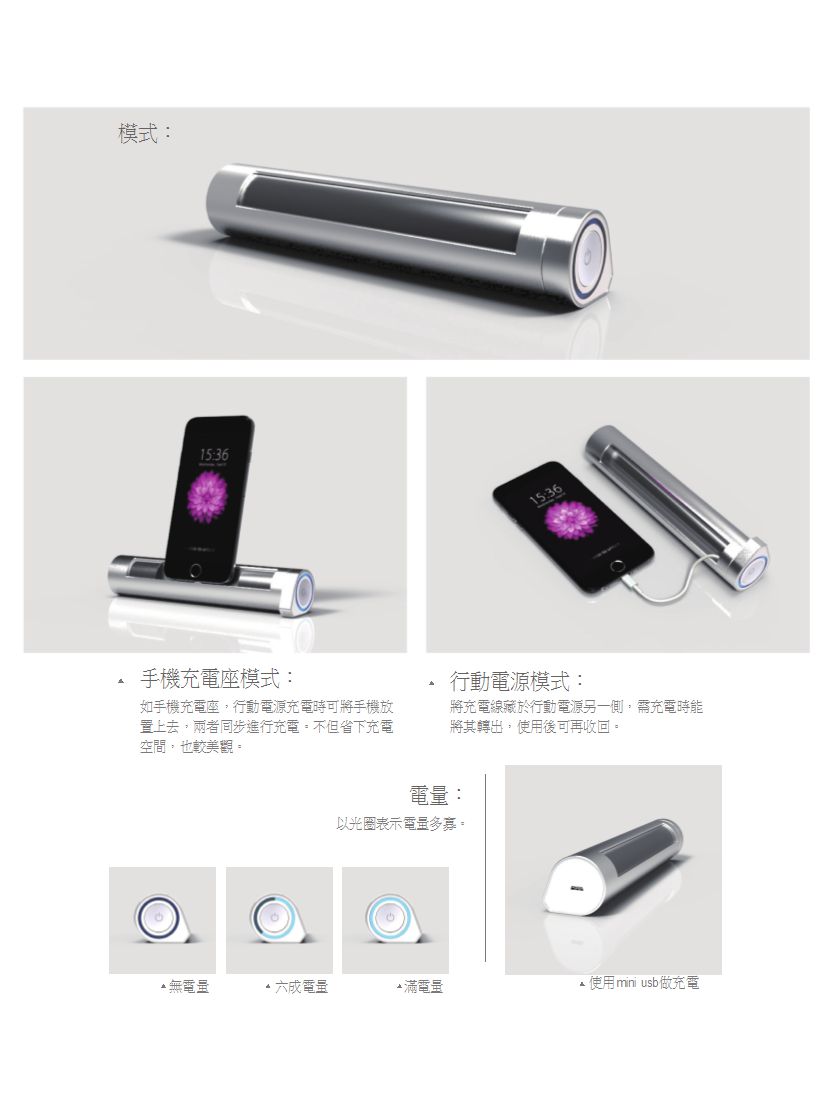 模式：
15:36
15:36
手機充電座模式：
如手機充電座，行動電源充電時可將手機放
置上去，兩者同步進行充電。不但省下充電
空間，也較美觀。
行動電源模式：
將充電線藏於行動電源另一側，需充電時能
將其轉出，使用後可再收回。
電量：
以光圈表示電量多寡。
無電量
六成電量
滿電量
使用mini usb做充電